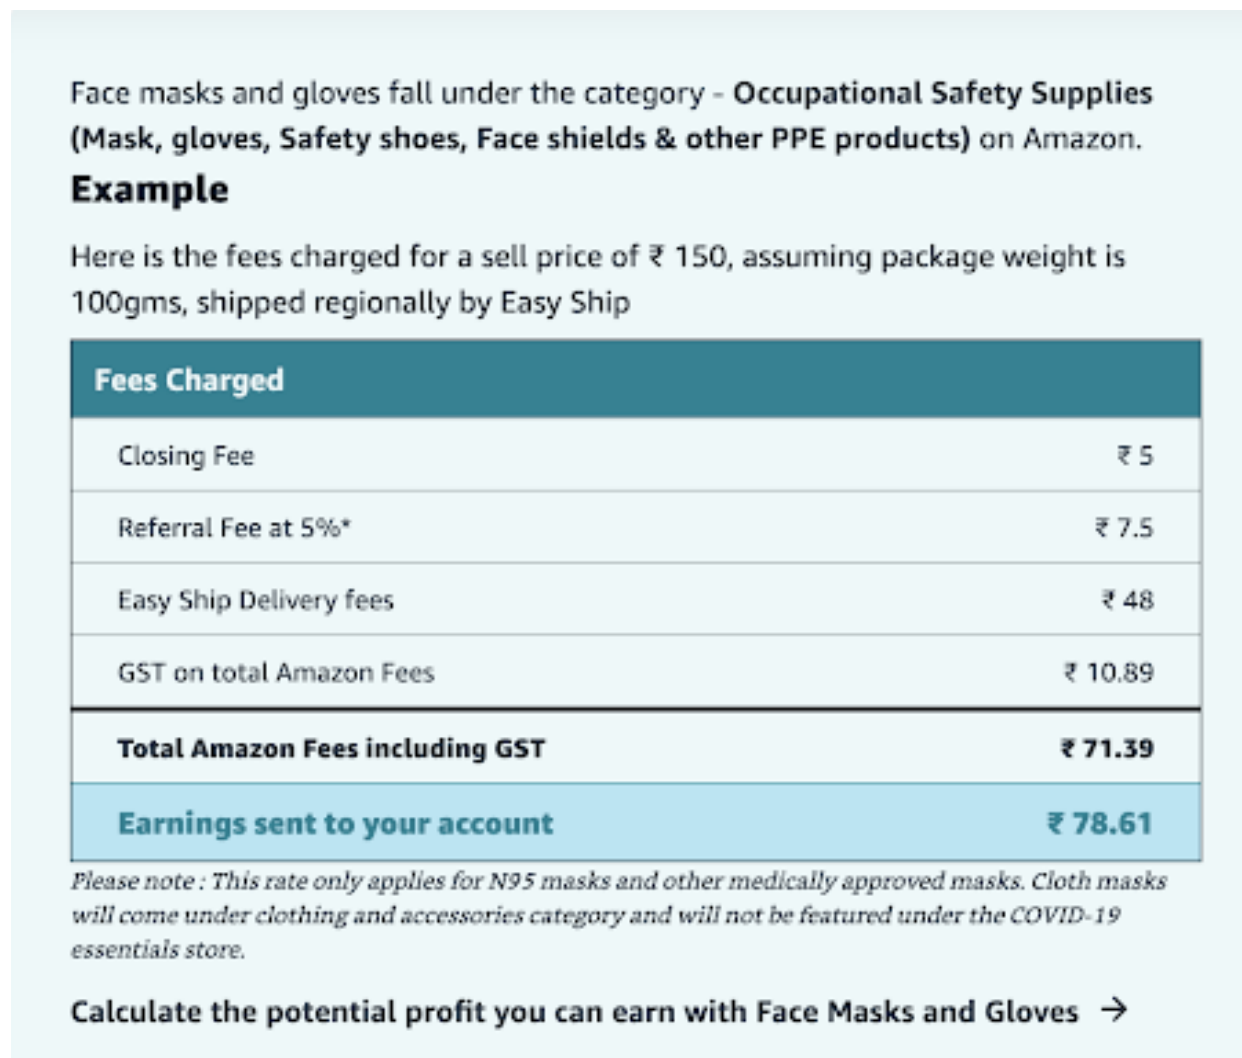 Face masks and gloves fall under the category - Occupational Safety Supplies
(Mask, gloves, Safety shoes, Face shields & other PPE products) on Amazon.
Example
Here is the fees charged for a sell price of ₹ 150, assuming package weight is
100gms, shipped regionally by Easy Ship
Fees Charged
Closing Fee ₹ 5
Referral Fee at 5%* ₹ 7.5
Easy Ship Delivery fees ₹ 48
GST on total Amazon Fees ₹ 10.89
Total Amazon Fees including GST ₹ 71.39
Earnings sent to your account ₹ 78.61
Please note : This rate only applies for N95 masks and other medically approved masks. Cloth masks
will come under clothing and accessories category and will not be featured under the COVID-19
essentials store.
Calculate the potential profit you can earn with Face Masks and Gloves →